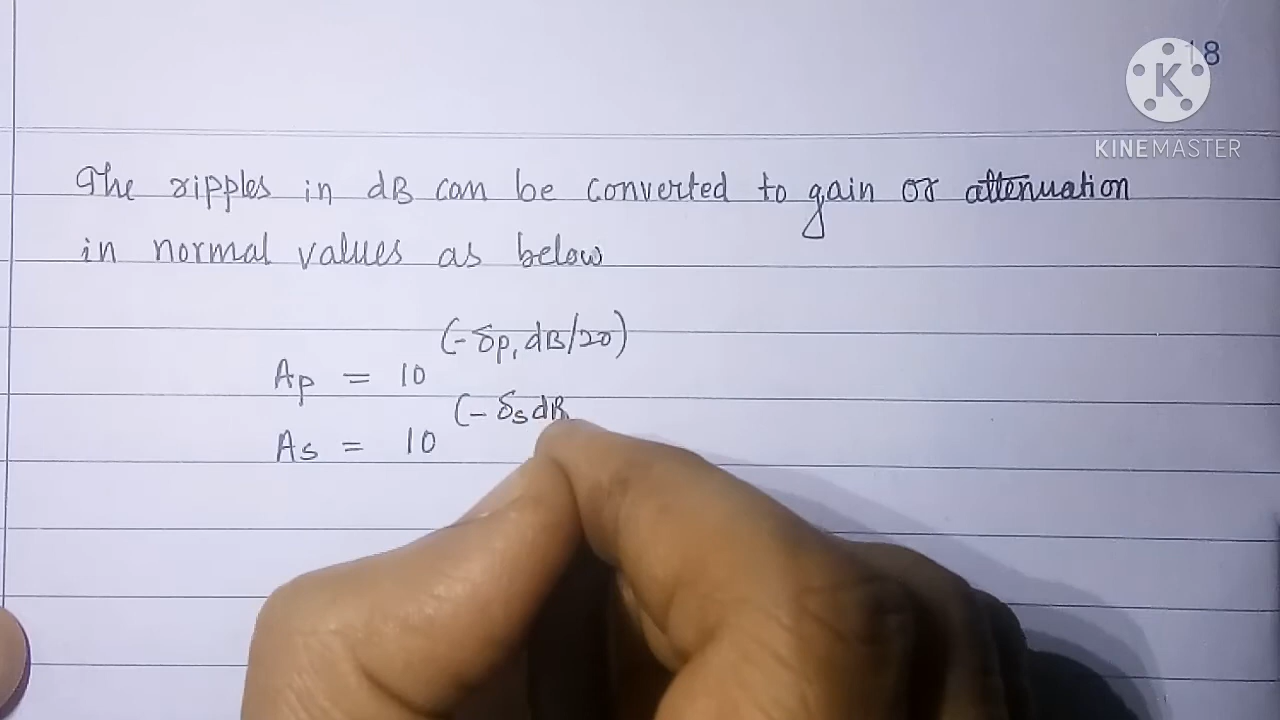 18
K
KINEMASTER
The ripples in dB can be converted to gain or attenuation
in normal values as below
Ap = 10^(-δp, dB/20)
As = 10^(-δs dB